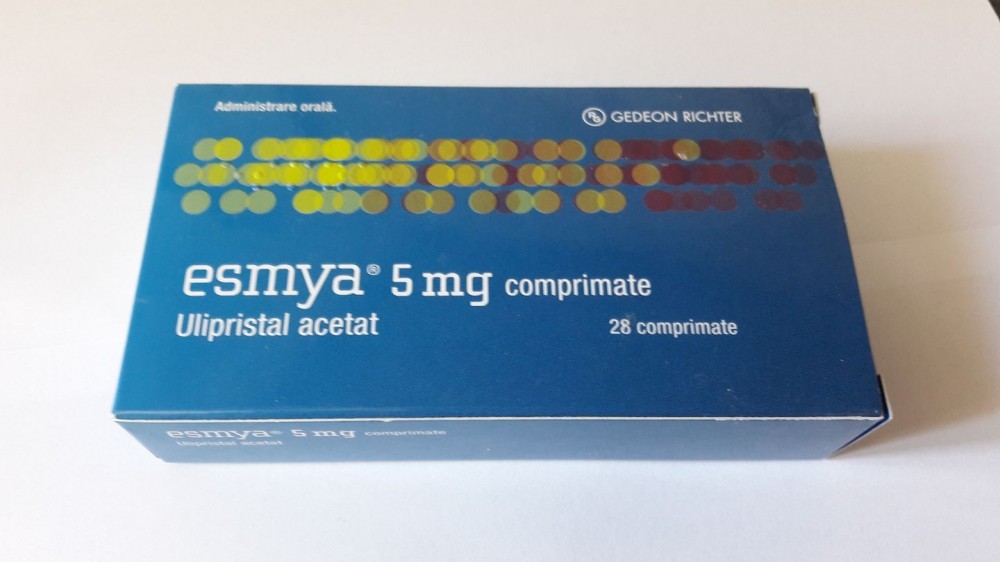 Administrare orală.
GEDEON RICHTER
esmya® 5 mg comprimate
Ulipristal acetat
28 comprimate
esmya® 5 mg comprimate
Ulipristal acetat